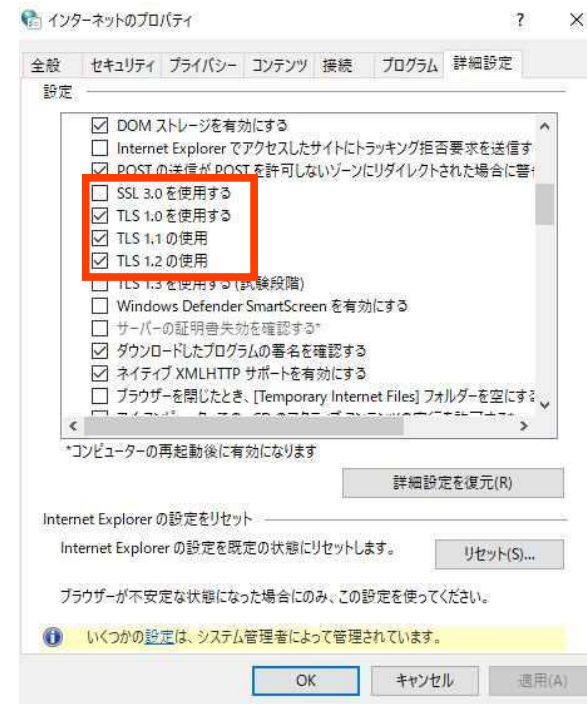 インターネットのプロパティ ? ×
全般 セキュリティ プライバシー コンテンツ 接続 プログラム 詳細設定
設定
DOM ストレージを有効にする
Internet Explorer でアクセスしたサイトにトラッキング拒否要求を送信す
POST の送信が POST を許可しないゾーンにリダイレクトされた場合に警
SSL 3.0 を使用する
TLS 1.0 を使用する
TLS 1.1 の使用
TLS 1.2 の使用
TLS 1.3 を使用する (試験段階)
Windows Defender SmartScreen を有効にする
サーバーの証明書失効を確認する*
ダウンロードしたプログラムの署名を確認する
ネイティブ XMLHTTP サポートを有効にする
ブラウザーを閉じたとき、[Temporary Internet Files] フォルダーを空にする
*コンピューターの再起動後に有効になります
詳細設定を復元(R)
Internet Explorer の設定をリセット
Internet Explorer の設定を既定の状態にリセットします。
リセット(S)...
ブラウザーが不安定な状態になった場合にのみ、この設定を使ってください。
いくつかの設定は、システム管理者によって管理されています。
OK キャンセル 適用(A)